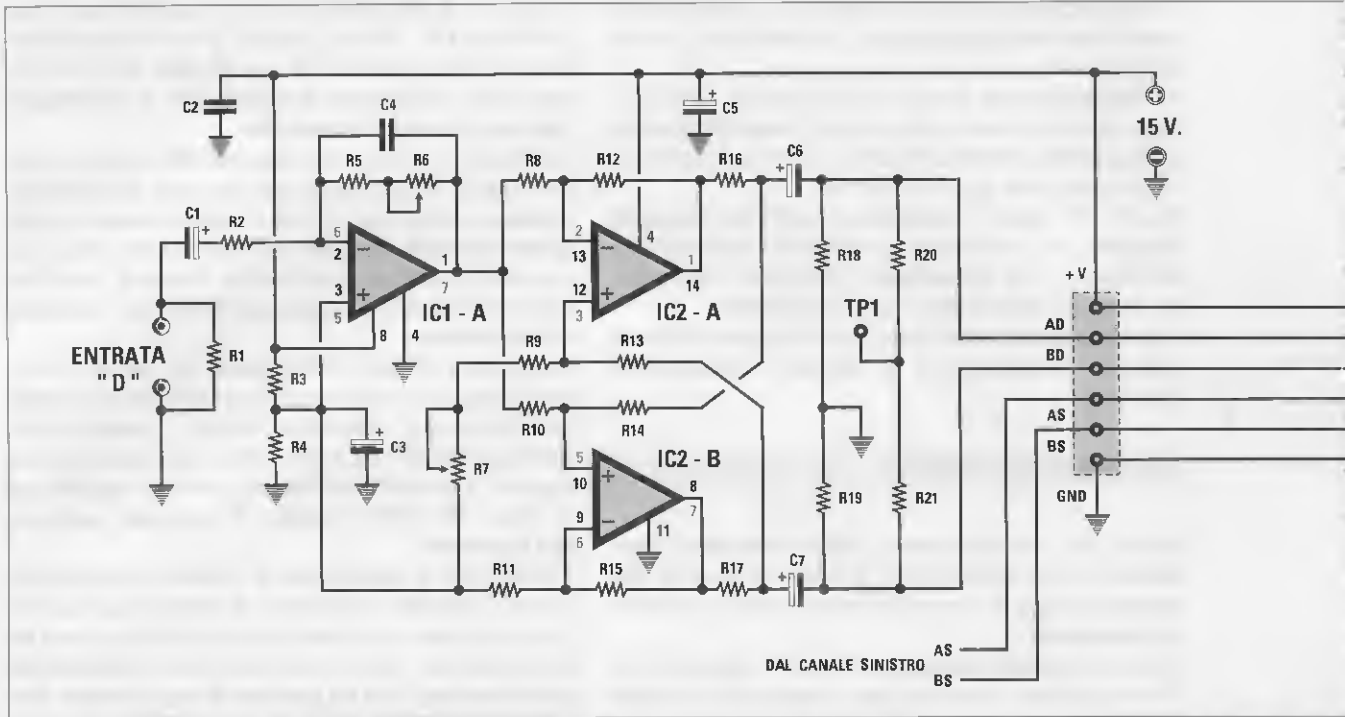 C2
C4
C5
15 V.
R5
R6
R8
R12
R16
C6
C1
R2
6
2
3
5
1
7
8
4
IC1 - A
2
13
12
3
4
1
14
IC2 - A
R18
R20
TP1
+ V
AD
BD
AS
BS
GND
ENTRATA
" D "
R1
R3
R4
C3
R9
R13
R10
R14
R7
IC2 - B
5
10
9
6
8
7
11
R19
R21
R11
R15
R17
C7
DAL CANALE SINISTRO
AS
BS